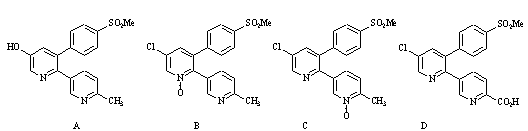 SO₂Me SO₂Me SO₂Me SO₂Me
HO Cl Cl Cl
N N N N
N CH₃ O N CH₃ N CH₃ N CO₂H
O
A B C D